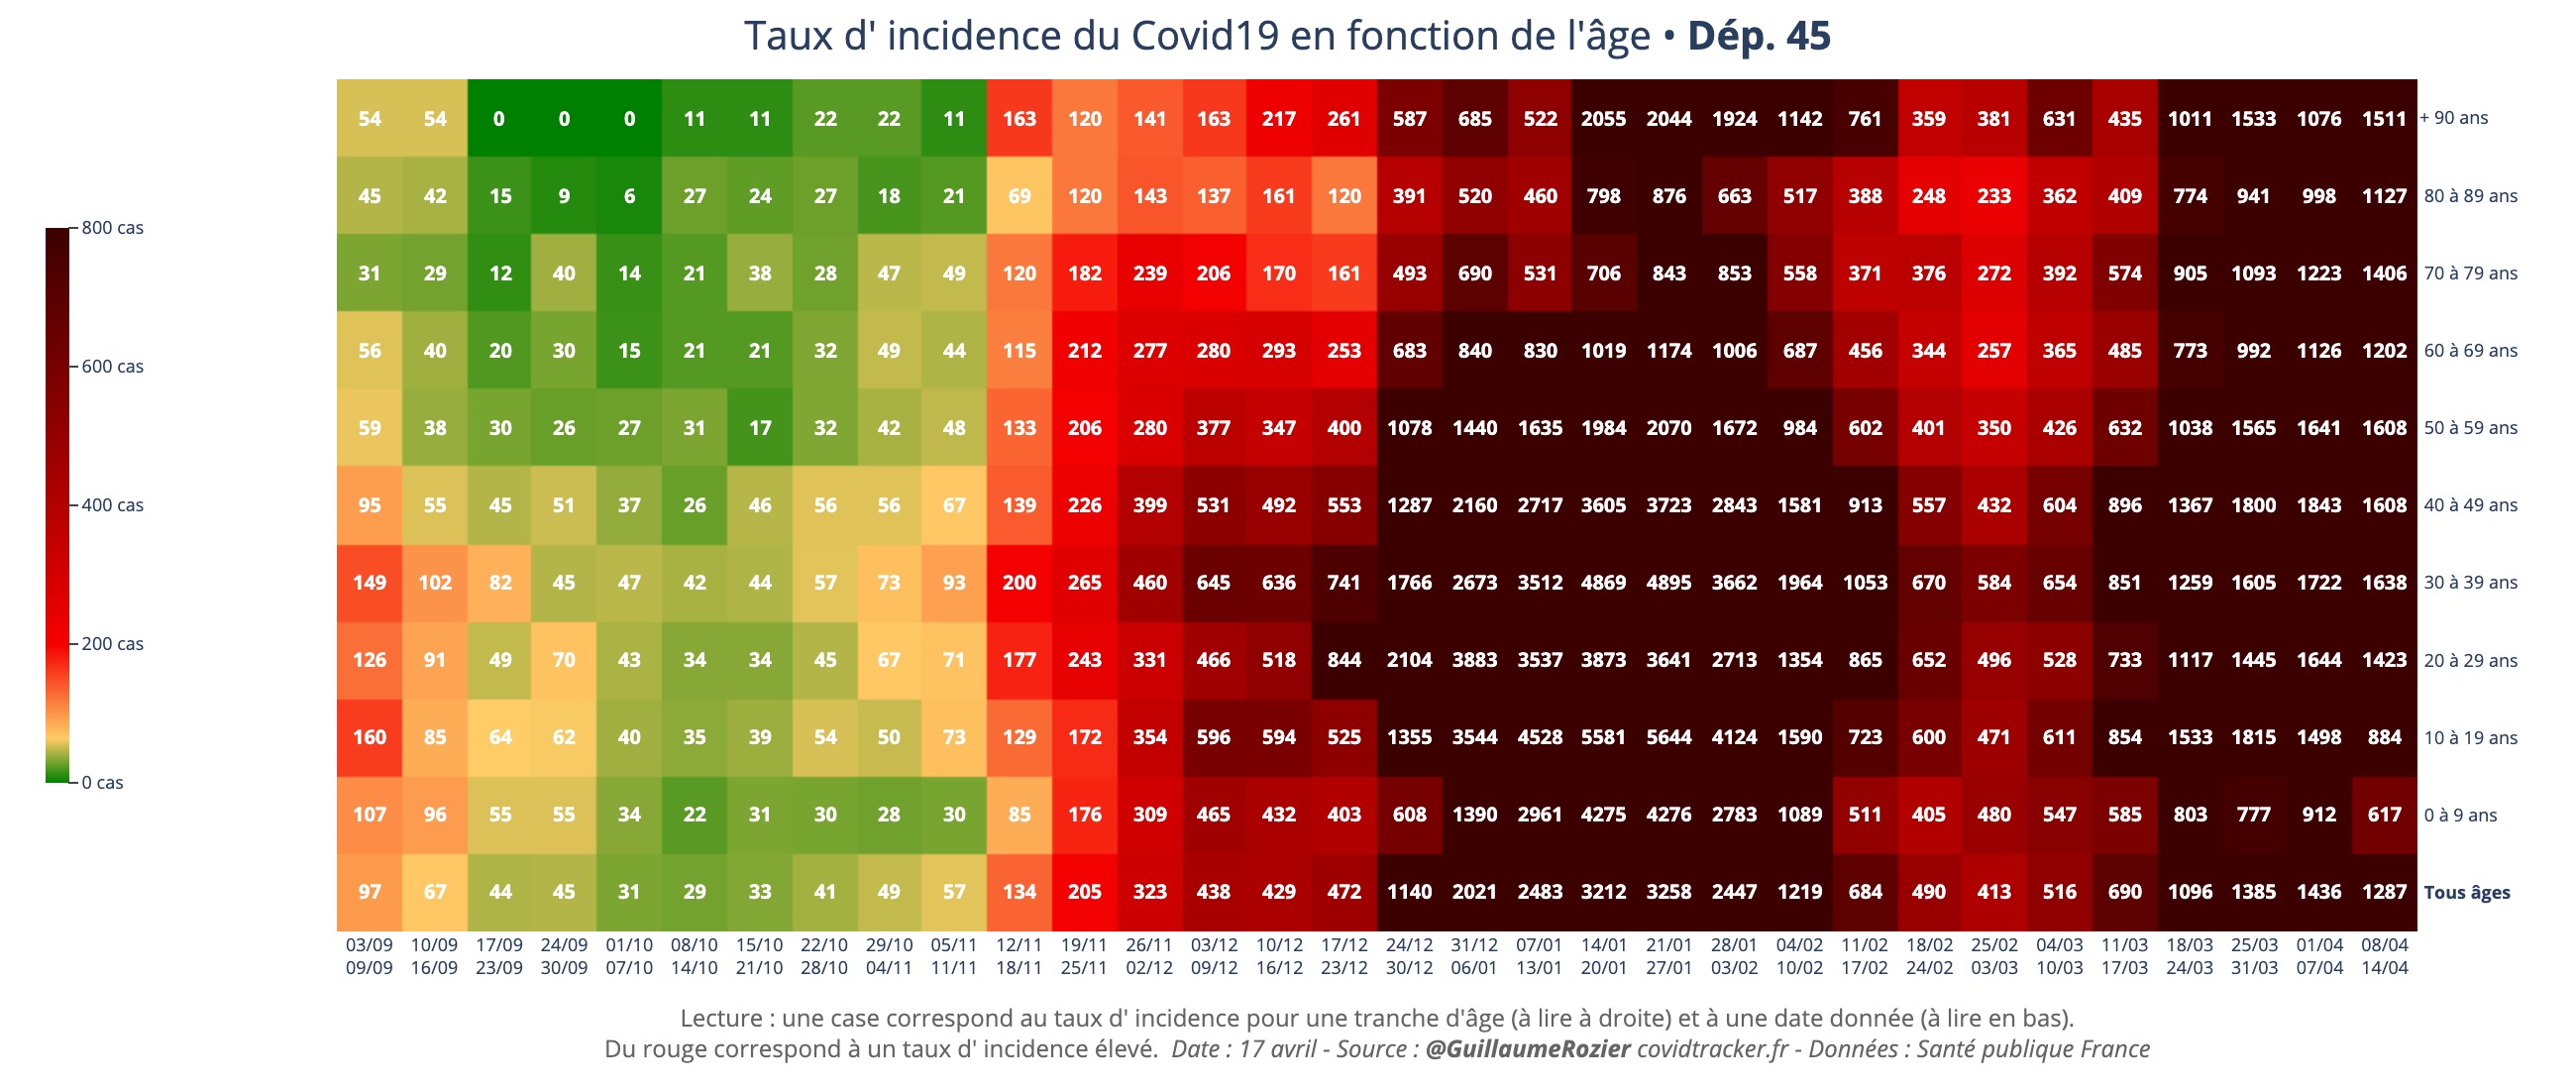 Taux d' incidence du Covid19 en fonction de l'âge • Dép. 45
800 cas
600 cas
400 cas
200 cas
0 cas
54 54 0 0 0 11 11 22 22 11 163 120 141 163 217 261 587 685 522 2055 2044 1924 1142 761 359 381 631 435 1011 1533 1076 1511 + 90 ans
45 42 15 9 6 27 24 27 18 21 69 120 143 137 161 120 391 520 460 798 876 663 517 388 248 233 362 409 774 941 998 1127 80 à 89 ans
31 29 12 40 14 21 38 28 47 49 120 182 239 206 170 161 493 690 531 706 843 853 558 371 376 272 392 574 905 1093 1223 1406 70 à 79 ans
56 40 20 30 15 21 21 32 49 44 115 212 277 280 293 253 683 840 830 1019 1174 1006 687 456 344 257 365 485 773 992 1126 1202 60 à 69 ans
59 38 30 26 27 31 17 32 42 48 133 206 280 377 347 400 1078 1440 1635 1984 2070 1672 984 602 401 350 426 632 1038 1565 1641 1608 50 à 59 ans
95 55 45 51 37 26 46 56 56 67 139 226 399 531 492 553 1287 2160 2717 3605 3723 2843 1581 913 557 432 604 896 1367 1800 1843 1608 40 à 49 ans
149 102 82 45 47 42 44 57 73 93 200 265 460 645 636 741 1766 2673 3512 4869 4895 3662 1964 1053 670 584 654 851 1259 1605 1722 1638 30 à 39 ans
126 91 49 70 43 34 34 45 67 71 177 243 331 466 518 844 2104 3883 3537 3873 3641 2713 1354 865 652 496 528 733 1117 1445 1644 1423 20 à 29 ans
160 85 64 62 40 35 39 54 50 73 129 172 354 596 594 525 1355 3544 4528 5581 5644 4124 1590 723 600 471 611 854 1533 1815 1498 884 10 à 19 ans
107 96 55 55 34 22 31 30 28 30 85 176 309 465 432 403 608 1390 2961 4275 4276 2783 1089 511 405 480 547 585 803 777 912 617 0 à 9 ans
97 67 44 45 31 29 33 41 49 57 134 205 323 438 429 472 1140 2021 2483 3212 3258 2447 1219 684 490 413 516 690 1096 1385 1436 1287 Tous âges
03/09 10/09 17/09 24/09 01/10 08/10 15/10 22/10 29/10 05/11 12/11 19/11 26/11 03/12 10/12 17/12 24/12 31/12 07/01 14/01 21/01 28/01 04/02 11/02 18/02 25/02 04/03 11/03 18/03 25/03 01/04 08/04
09/09 16/09 23/09 30/09 07/10 14/10 21/10 28/10 04/11 11/11 18/11 25/11 02/12 09/12 16/12 23/12 30/12 06/01 13/01 20/01 27/01 03/02 10/02 17/02 24/02 03/03 10/03 17/03 24/03 31/03 07/04 14/04
Lecture : une case correspond au taux d' incidence pour une tranche d'âge (à lire à droite) et à une date donnée (à lire en bas).
Du rouge correspond à un taux d' incidence élevé. Date : 17 avril - Source : @GuillaumeRozier covidtracker.fr - Données : Santé publique France